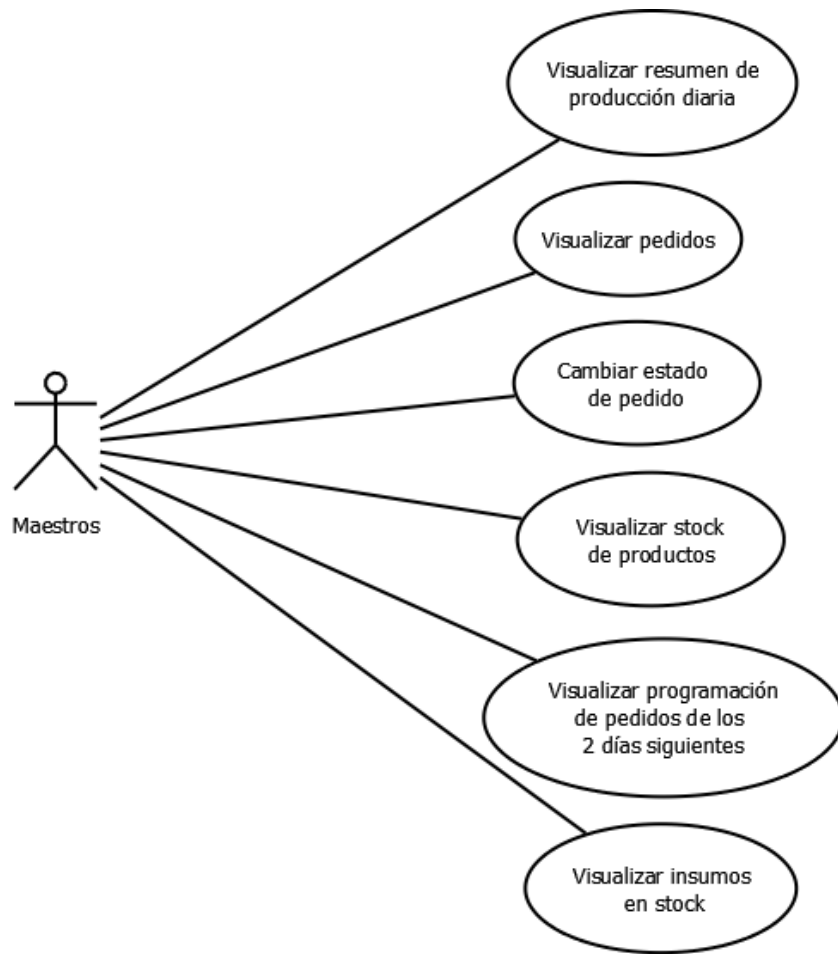 Visualizar resumen de
producción diaria
Visualizar pedidos
Cambiar estado
de pedido
Maestros
Visualizar stock
de productos
Visualizar programación
de pedidos de los
2 días siguientes
Visualizar insumos
en stock